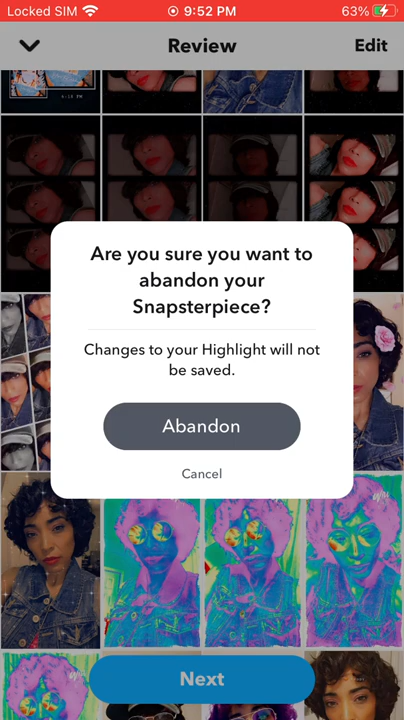 Locked SIM 9:52 PM 63%
Review Edit
Are you sure you want to
abandon your
Snapsterpiece?
Changes to your Highlight will not
be saved.
Abandon
Cancel
Next